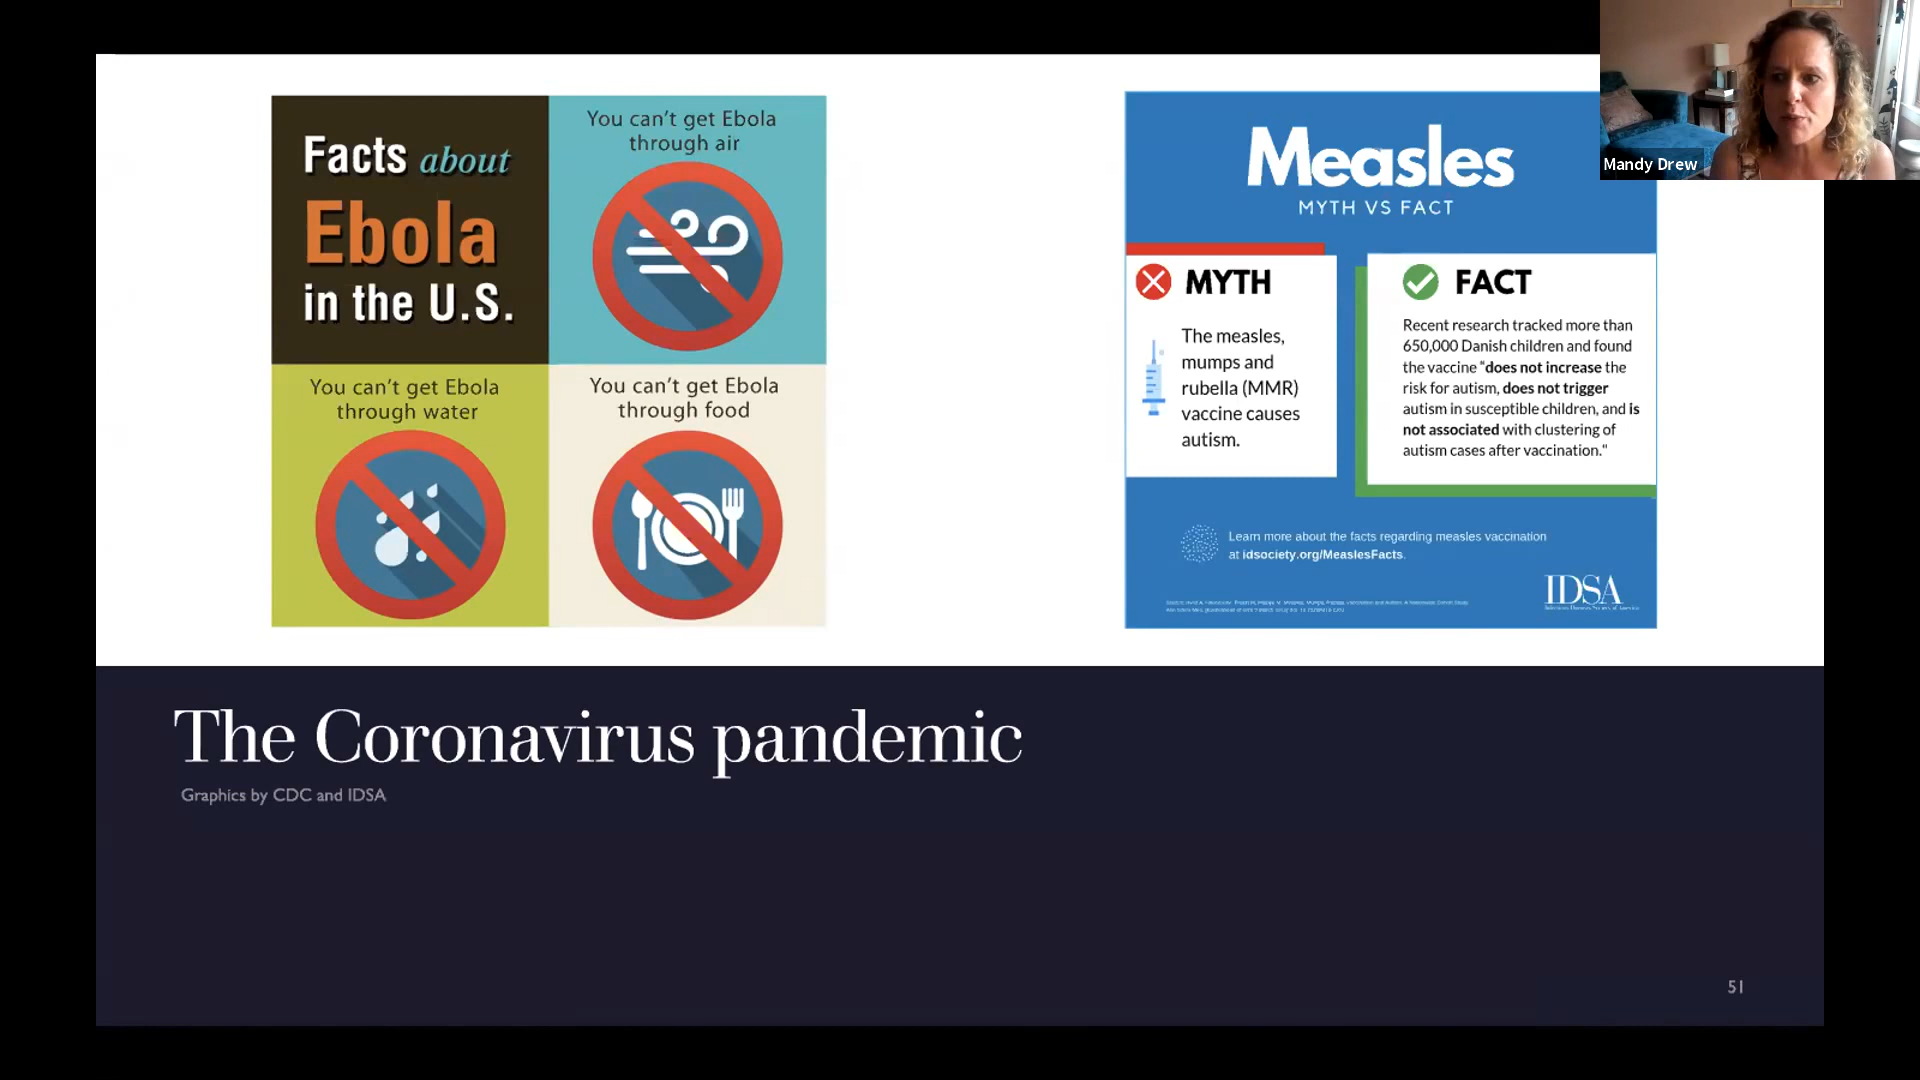 Facts about
Ebola
in the U.S.
You can't get Ebola
through air
You can't get Ebola
through water
You can't get Ebola
through food
Measles
MYTH VS FACT
MYTH
The measles,
mumps and
rubella (MMR)
vaccine causes
autism.
FACT
Recent research tracked more than
650,000 Danish children and found
the vaccine "does not increase the
risk for autism, does not trigger
autism in susceptible children, and is
not associated with clustering of
autism cases after vaccination."
Learn more about the facts regarding measles vaccination
at idsociety.org/MeaslesFacts.
IDSA
Infectious Diseases Society of America
Mandy Drew
The Coronavirus pandemic
Graphics by CDC and IDSA
51